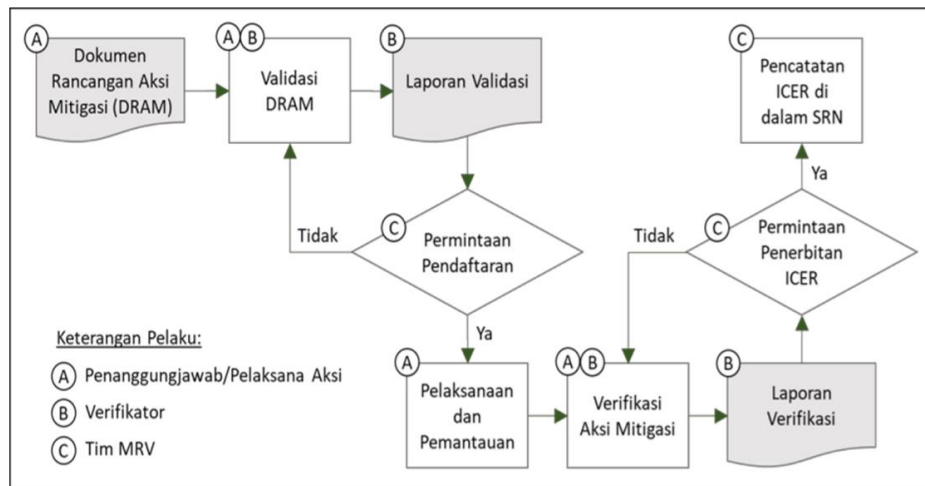 A
Dokumen
Rancangan Aksi
Mitigasi (DRAM)
A B
Validasi
DRAM
B
Laporan Validasi
C
Pencatatan
ICER di
dalam SRN
Ya
Tidak
C
Permintaan
Pendaftaran
Tidak
C
Permintaan
Penerbitan
ICER
Ya
Keterangan Pelaku:
A Penanggungjawab/Pelaksana Aksi
B Verifikator
C Tim MRV
A
Pelaksanaan
dan
Pemantauan
A B
Verifikasi
Aksi Mitigasi
B
Laporan
Verifikasi